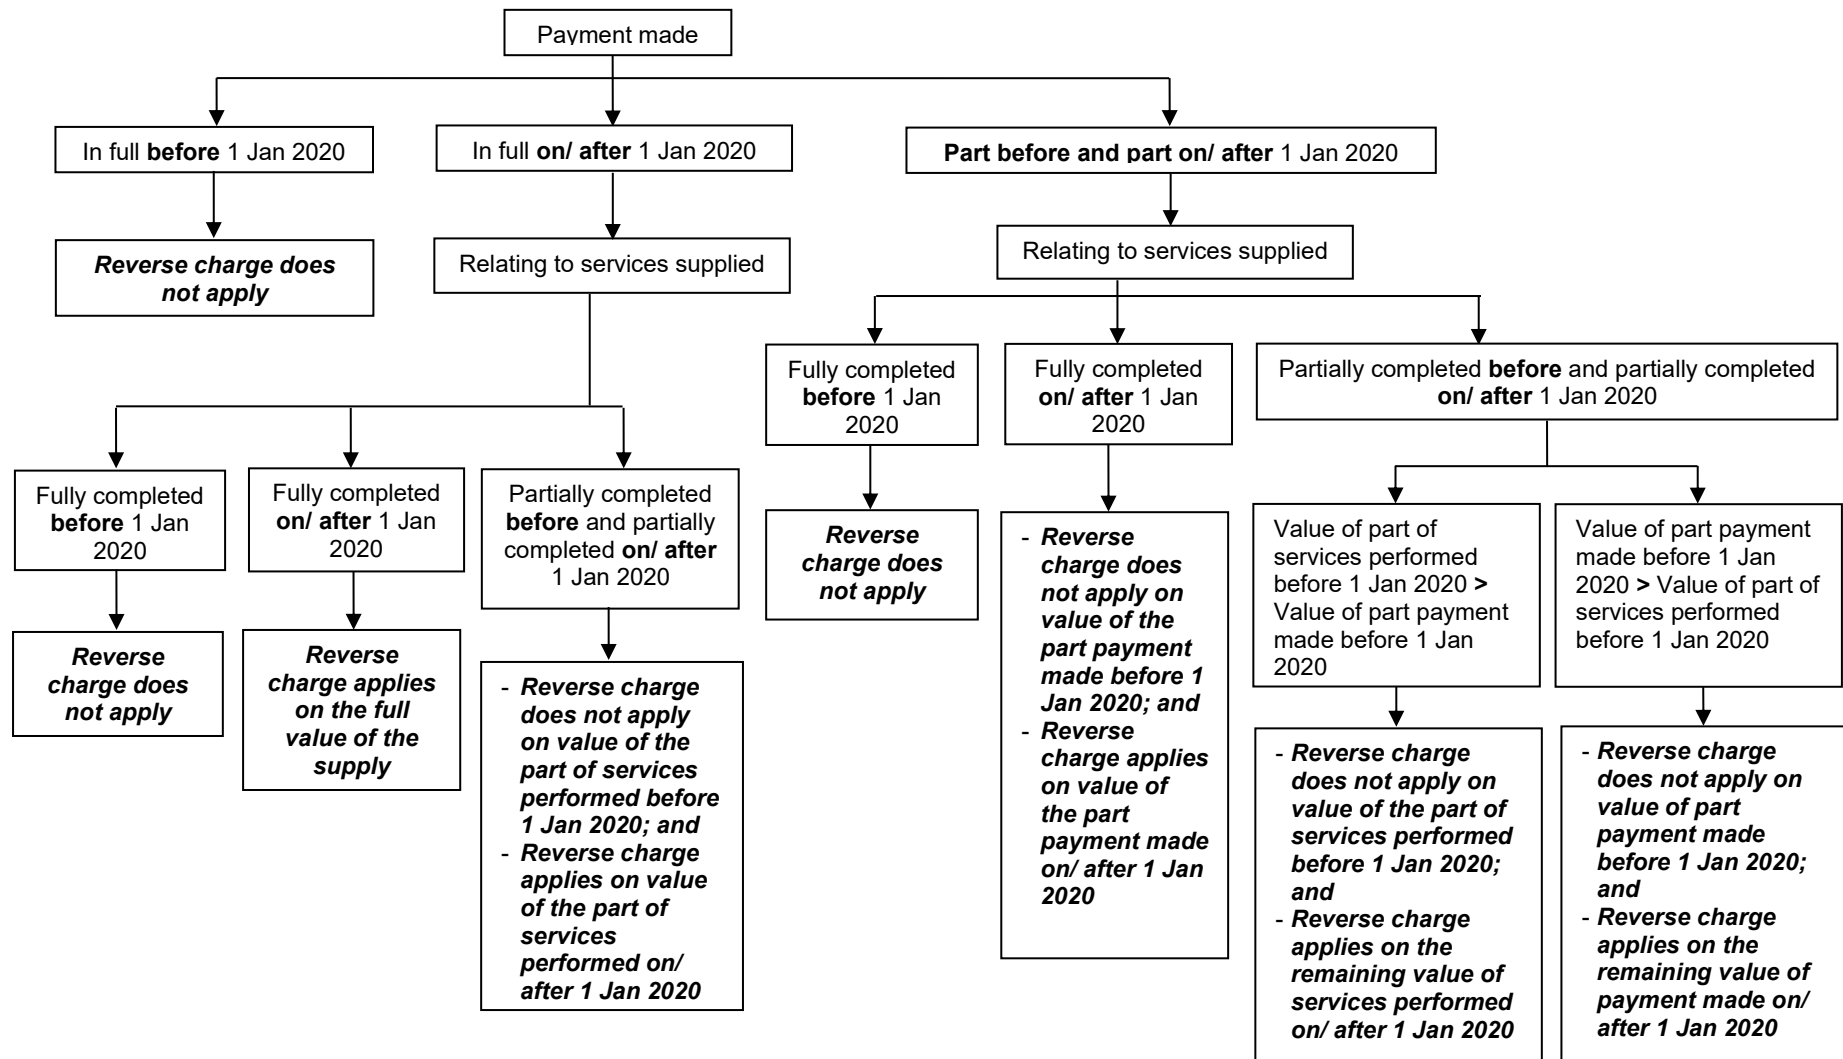 Payment made
In full before 1 Jan 2020
In full on/ after 1 Jan 2020
Part before and part on/ after 1 Jan 2020
Reverse charge does
not apply
Relating to services supplied
Relating to services supplied
Fully completed
before 1 Jan
2020
Fully completed
on/ after 1 Jan
2020
Partially completed before and partially completed
on/ after 1 Jan 2020
Fully completed
before 1 Jan
2020
Fully completed
on/ after 1 Jan
2020
Partially completed
before and partially
completed on/ after
1 Jan 2020
Reverse
charge does
not apply
- Reverse
charge does
not apply on
value of the
part payment
made before 1
Jan 2020; and
- Reverse
charge applies
on value of
the part
payment made
on/ after 1 Jan
2020
Value of part of
services performed
before 1 Jan 2020 >
Value of part payment
made before 1 Jan
2020
Value of part payment
made before 1 Jan
2020 > Value of part of
services performed
before 1 Jan 2020
Reverse
charge does
not apply
Reverse
charge applies
on the full
value of the
supply
- Reverse charge
does not apply
on value of the
part of services
performed before
1 Jan 2020; and
- Reverse charge
applies on value
of the part of
services
performed on/
after 1 Jan 2020
- Reverse charge
does not apply on
value of the part of
services performed
before 1 Jan 2020;
and
- Reverse charge
applies on the
remaining value of
services performed
on/ after 1 Jan 2020
- Reverse charge
does not apply on
value of part
payment made
before 1 Jan 2020;
and
- Reverse charge
applies on the
remaining value of
payment made on/
after 1 Jan 2020